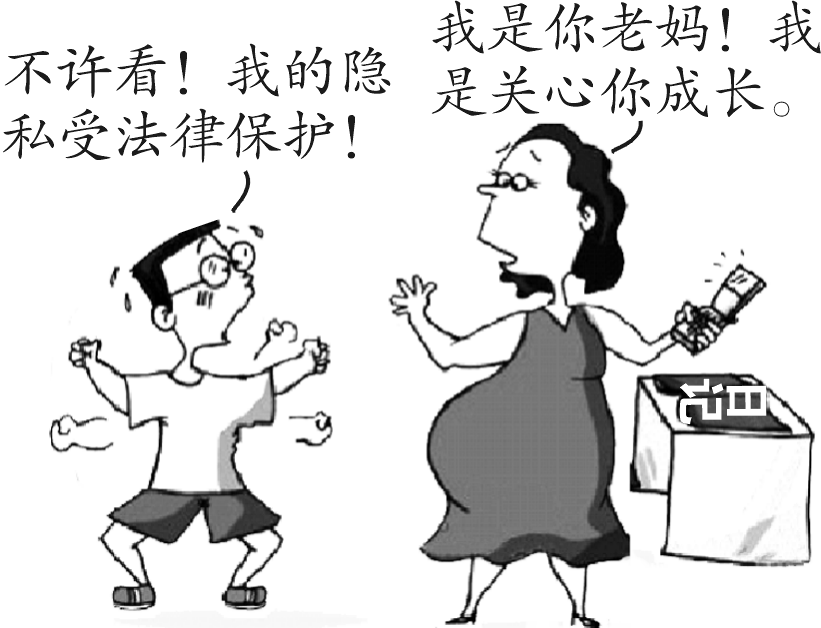 不许看！我的隐
私受法律保护！
我是你老妈！我
是关心你成长。
日记